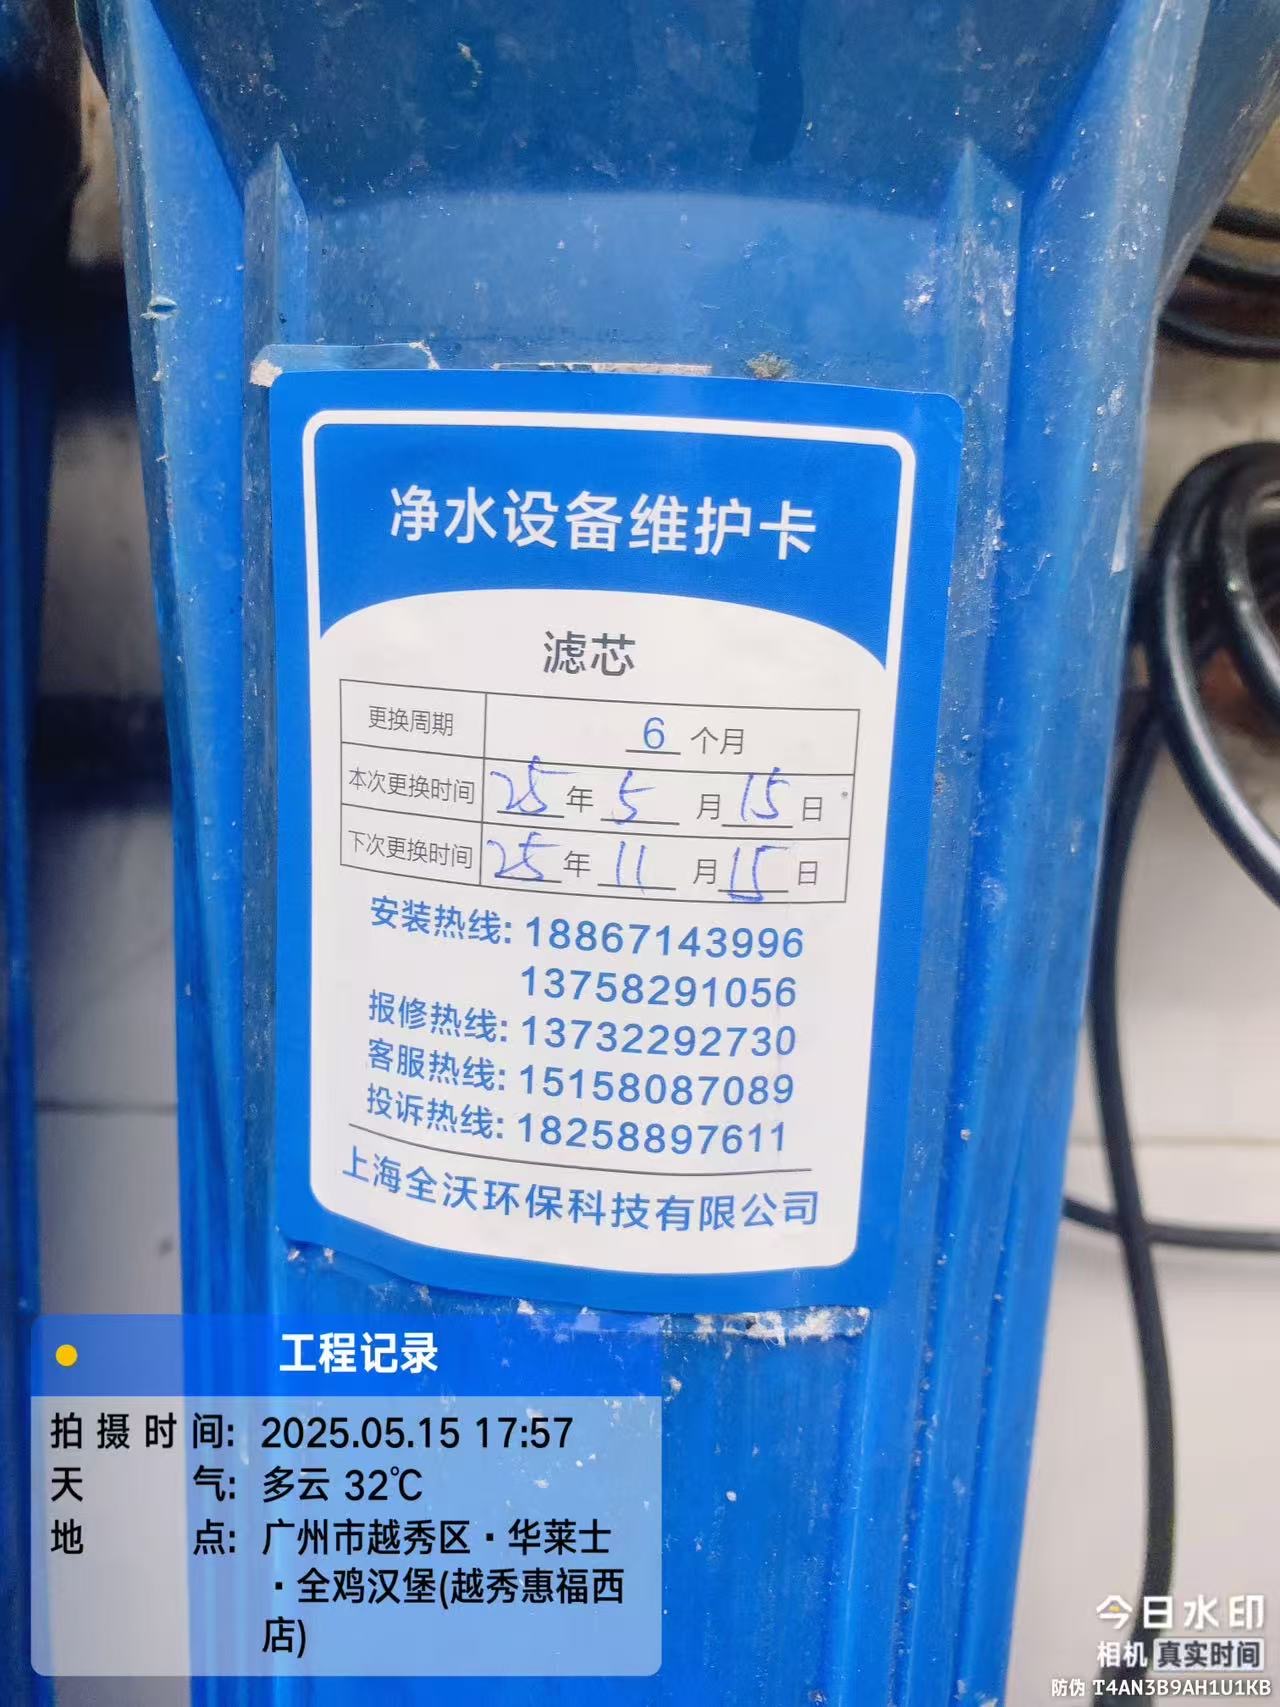 净水设备维护卡
滤芯
更换周期 6 个月
本次更换时间 25 年 5 月 15 日
下次更换时间 25 年 11 月 15 日
安装热线: 18867143996
13758291056
报修热线: 13732292730
客服热线: 15158087089
投诉热线: 18258897611
上海全沃环保科技有限公司
工程记录
拍摄时间: 2025.05.15 17:57
天气: 多云 32℃
地点: 广州市越秀区·华莱士
·全鸡汉堡(越秀惠福西
店)
今日水印
相机 真实时间
防伪 T4AN3B9AH1U1KB